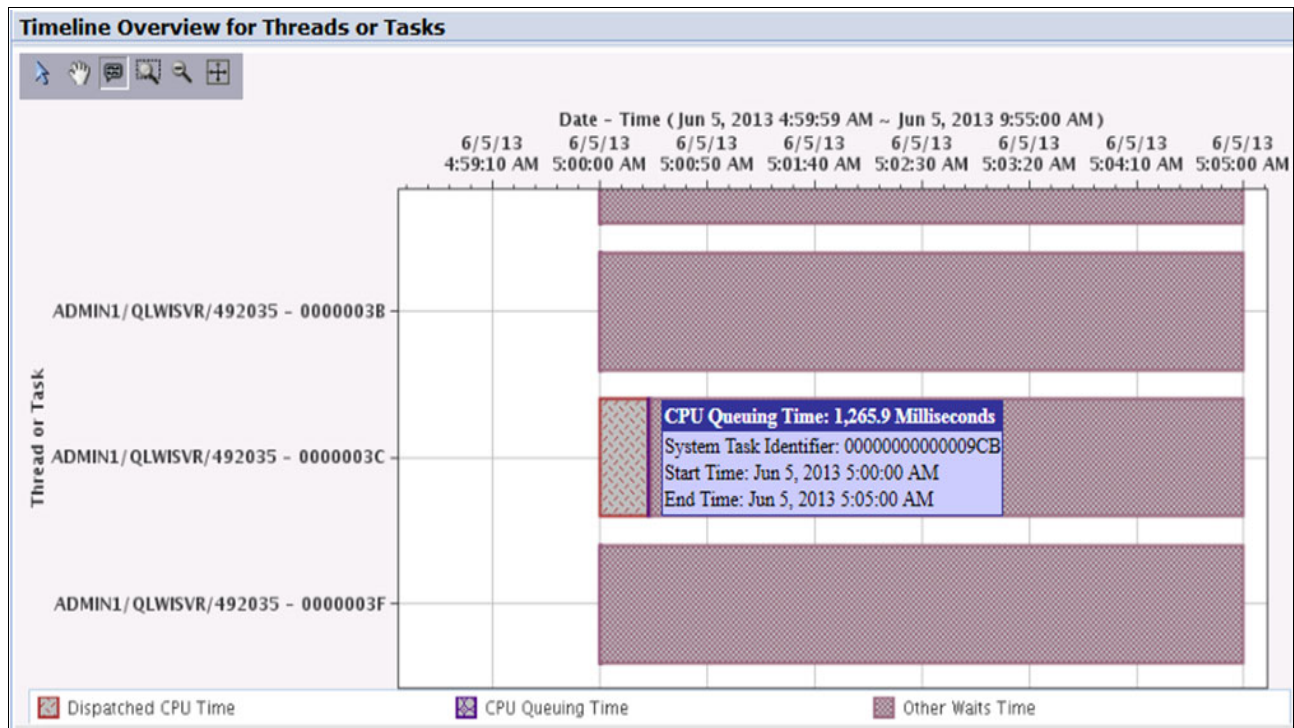 Timeline Overview for Threads or Tasks
Date - Time ( Jun 5, 2013 4:59:59 AM ~ Jun 5, 2013 9:55:00 AM )
6/5/13 6/5/13 6/5/13 6/5/13 6/5/13 6/5/13 6/5/13 6/5/13
4:59:10 AM 5:00:00 AM 5:00:50 AM 5:01:40 AM 5:02:30 AM 5:03:20 AM 5:04:10 AM 5:05:00 AM
Thread or Task
ADMIN1/QLWISVR/492035 - 0000003B
ADMIN1/QLWISVR/492035 - 0000003C
CPU Queuing Time: 1,265.9 Milliseconds
System Task Identifier: 00000000000009CB
Start Time: Jun 5, 2013 5:00:00 AM
End Time: Jun 5, 2013 5:05:00 AM
ADMIN1/QLWISVR/492035 - 0000003F
Dispatched CPU Time CPU Queuing Time Other Waits Time